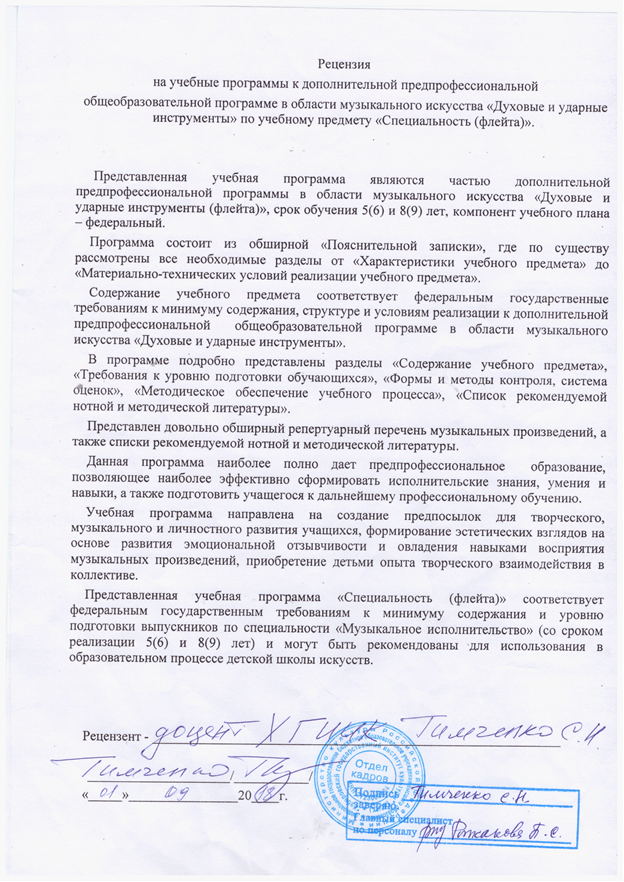 Рецензия
на учебные программы к дополнительной предпрофессиональной
общеобразовательной программе в области музыкального искусства «Духовые и ударные
инструменты» по учебному предмету «Специальность (флейта)».
Представленная учебная программа являются частью дополнительной
предпрофессиональной программы в области музыкального искусства «Духовые и
ударные инструменты (флейта)», срок обучения 5(6) и 8(9) лет, компонент учебного плана
– федеральный.
Программа состоит из обширной «Пояснительной записки», где по существу
рассмотрены все необходимые разделы от «Характеристики учебного предмета» до
«Материально-технических условий реализации учебного предмета».
Содержание учебного предмета соответствует федеральным государственные
требованиям к минимуму содержания, структуре и условиям реализации к дополнительной
предпрофессиональной общеобразовательной программе в области музыкального
искусства «Духовые и ударные инструменты».
В программе подробно представлены разделы «Содержание учебного предмета»,
«Требования к уровню подготовки обучающихся», «Формы и методы контроля, система
оценок», «Методическое обеспечение учебного процесса», «Список рекомендуемой
нотной и методической литературы».
Представлен довольно обширный репертуарный перечень музыкальных произведений, а
также списки рекомендуемой нотной и методической литературы.
Данная программа наиболее полно дает предпрофессиональное образование,
позволяющее наиболее эффективно сформировать исполнительские знания, умения и
навыки, а также подготовить учащегося к дальнейшему профессиональному обучению.
Учебная программа направлена на создание предпосылок для творческого,
музыкального и личностного развития учащихся, формирование эстетических взглядов на
основе развития эмоциональной отзывчивости и овладения навыками восприятия
музыкальных произведений, приобретение детьми опыта творческого взаимодействия в
коллективе.
Представленная учебная программа «Специальность (флейта)» соответствует
федеральным государственным требованиям к минимуму содержания и уровню
подготовки выпускников по специальности «Музыкальное исполнительство» (со сроком
реализации 5(6) и 8(9) лет) и могут быть рекомендованы для использования в
образовательном процессе детской школы искусств.
Рецензент - доцент ХГИИК Тимченко С.Н.
Тимченко
«01» 09 2013 г.
Отдел
кадров
Подпись Тимченко С.Н.
заверяю
Главный специалист
по персоналу Т.С.